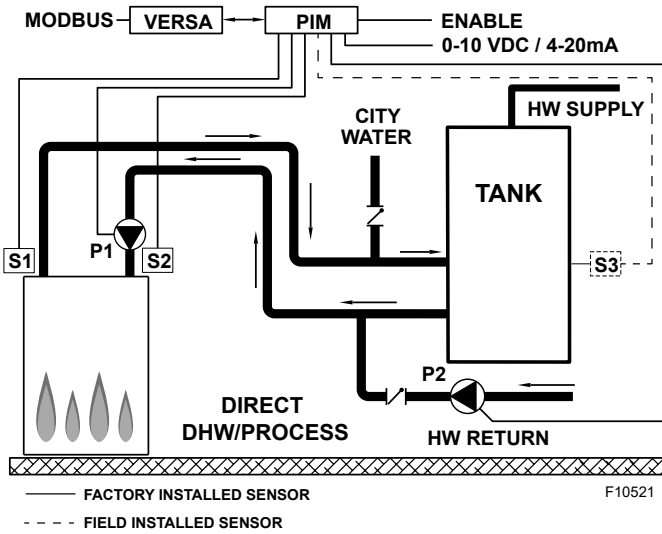 MODBUS
VERSA
PIM
ENABLE
0-10 VDC / 4-20mA
CITY
WATER
HW SUPPLY
TANK
P1
S1
S2
S3
P2
DIRECT
DHW/PROCESS
HW RETURN
FACTORY INSTALLED SENSOR
F10521
FIELD INSTALLED SENSOR